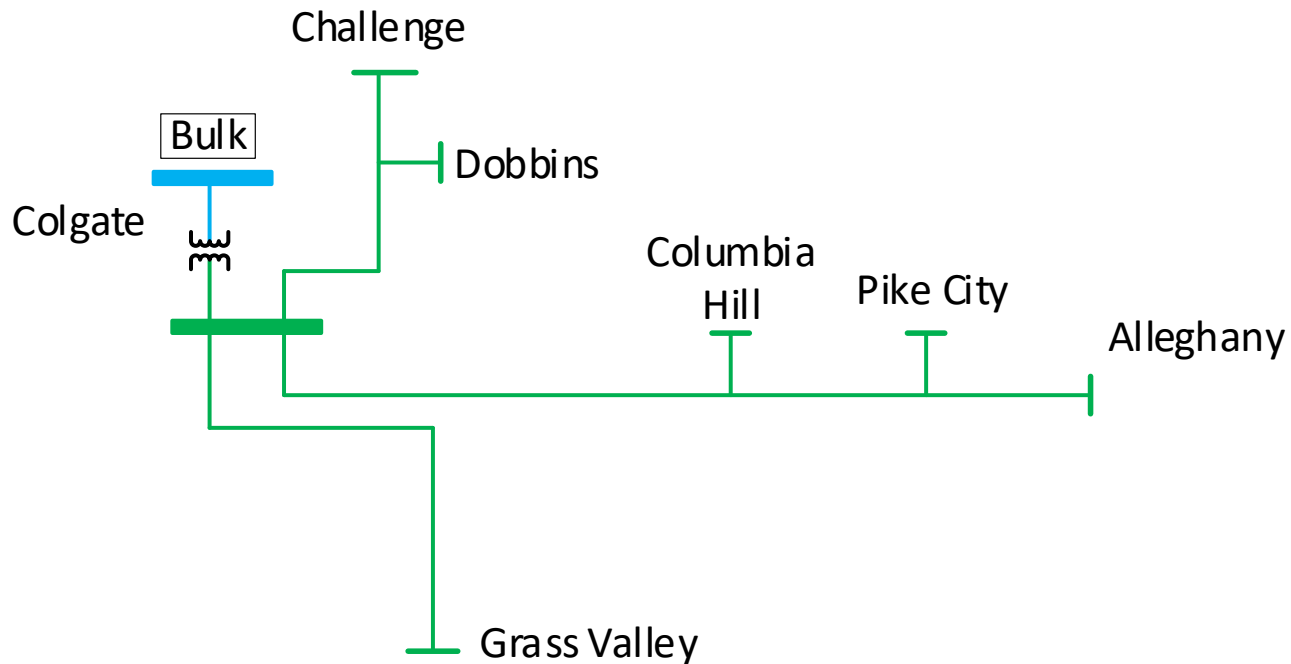 Challenge
Bulk
Dobbins
Colgate
Columbia
Hill
Pike City
Alleghany
Grass Valley